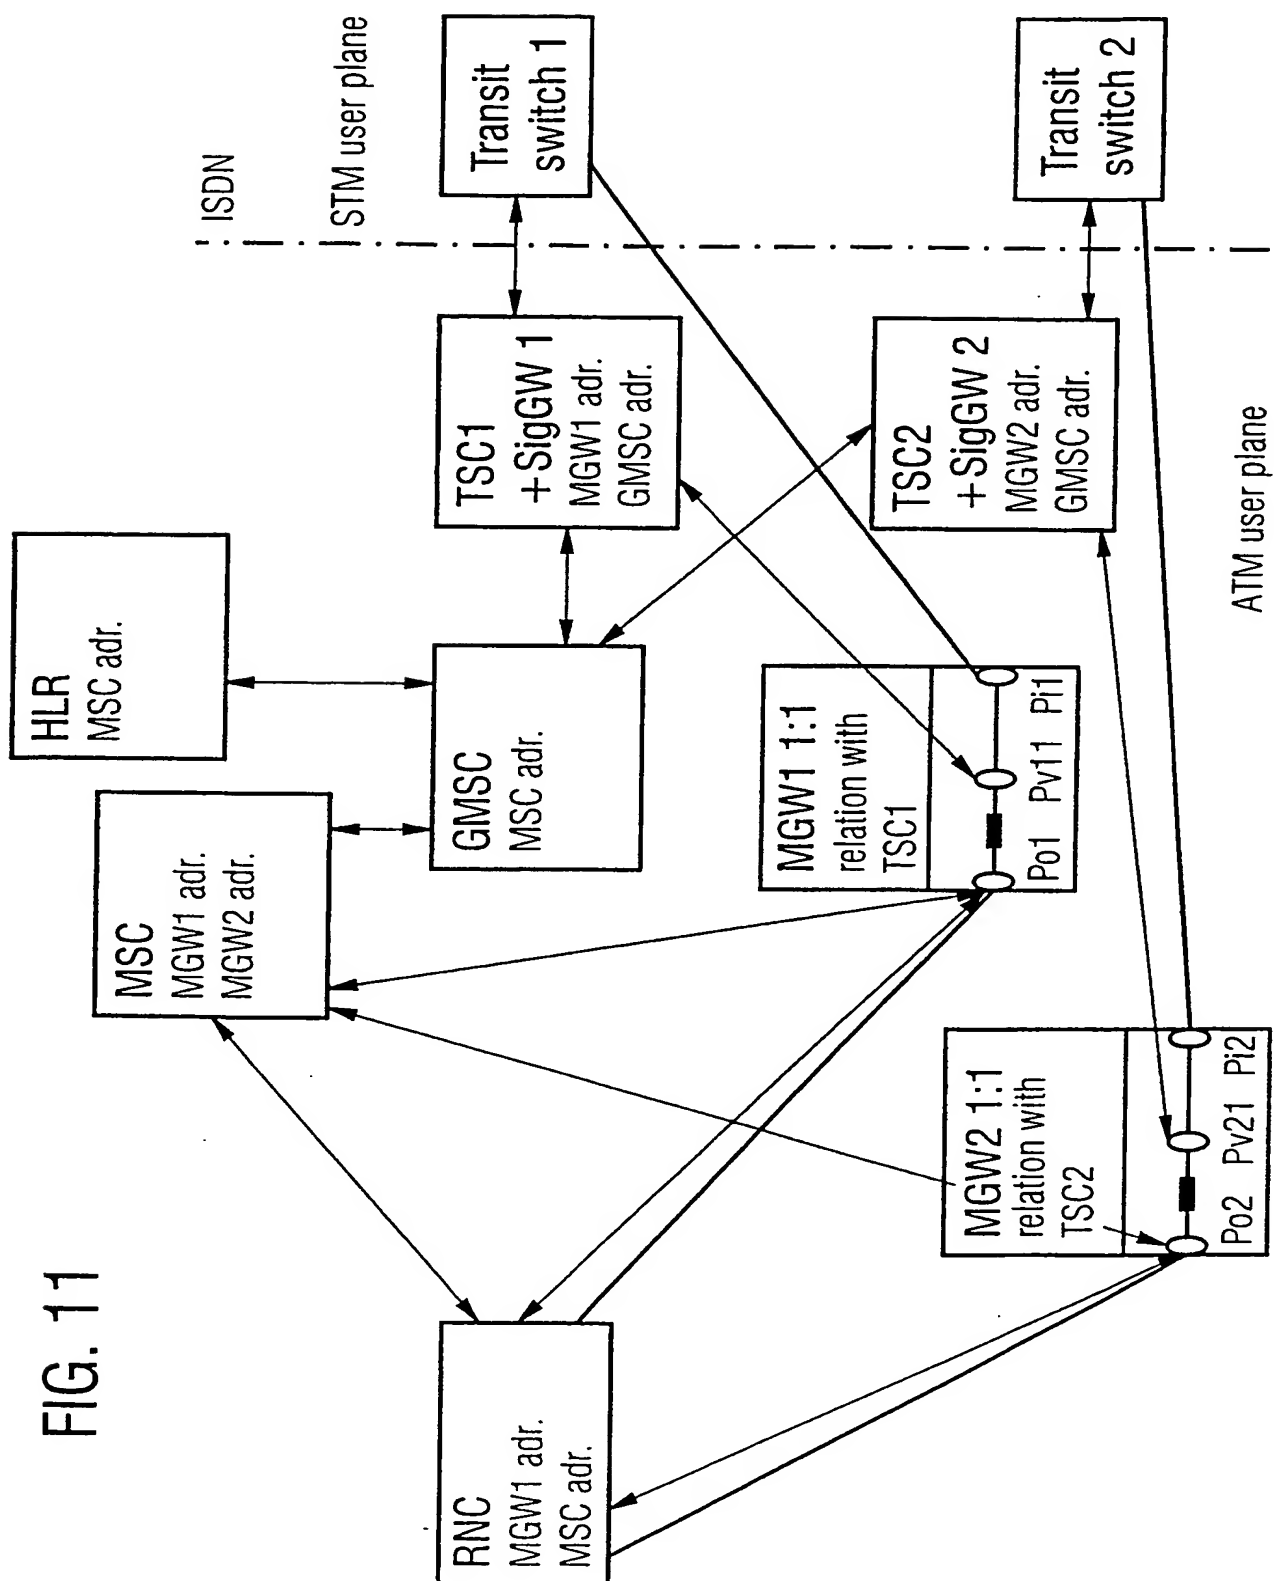 FIG. 11
RNC
MGW1 adr.
MSC adr.
MSC
MGW1 adr.
MGW2 adr.
HLR
MSC adr.
GMSC
MSC adr.
TSC1
+SigGW 1
MGW1 adr.
GMSC adr.
ISDN
STM user plane
Transit
switch 1
MGW1 1:1
relation with
TSC1
Po1 Pv11 Pi1
TSC2
+SigGW 2
MGW2 adr.
GMSC adr.
Transit
switch 2
MGW2 1:1
relation with
TSC2
Po2 Pv21 Pi2
ATM user plane